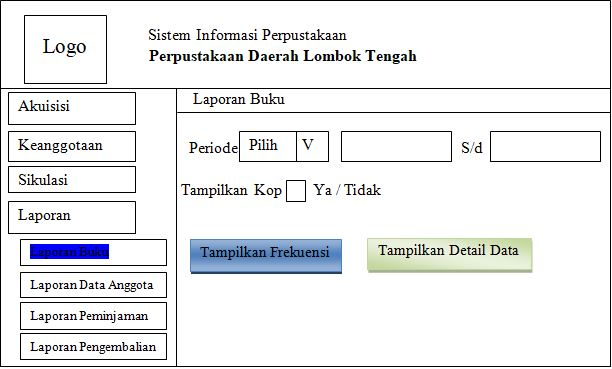 Logo
Sistem Informasi Perpustakaan
Perpustakaan Daerah Lombok Tengah
Akuisisi
Keanggotaan
Sikulasi
Laporan
Laporan Buku
Laporan Data Anggota
Laporan Peminjaman
Laporan Pengembalian
Laporan Buku
Periode Pilih V S/d
Tampilkan Kop Ya / Tidak
Tampilkan Frekuensi Tampilkan Detail Data